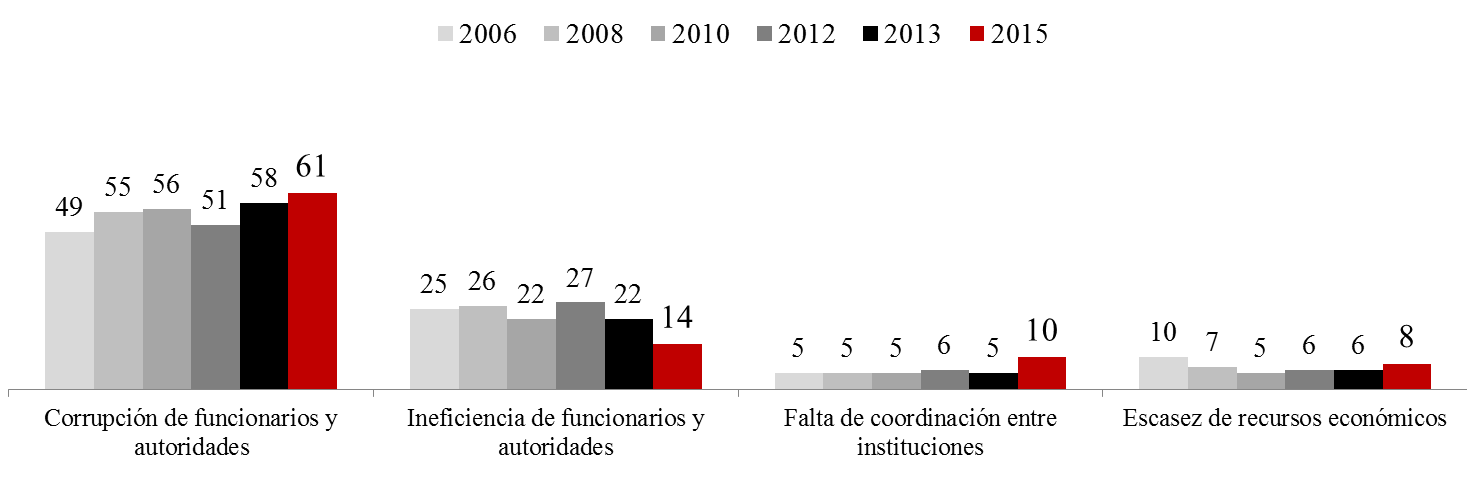 2006 2008 2010 2012 2013 2015
49 55 56 51 58 61
25 26 22 27 22 14
5 5 5 6 5 10
10 7 5 6 6 8
Corrupción de funcionarios y
autoridades
Ineficiencia de funcionarios y
autoridades
Falta de coordinación entre
instituciones
Escasez de recursos económicos